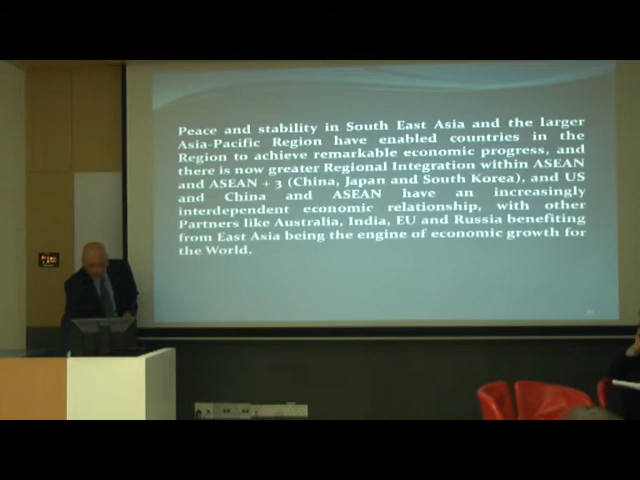 Peace and stability in South East Asia and the larger
Asia-Pacific Region have enabled countries in the
Region to achieve remarkable economic progress, and
there is now greater Regional Integration within ASEAN
and ASEAN + 3 (China, Japan and South Korea), and US
and China and ASEAN have an increasingly
interdependent economic relationship, with other
Partners like Australia, India, EU and Russia benefiting
from East Asia being the engine of economic growth for
the World.